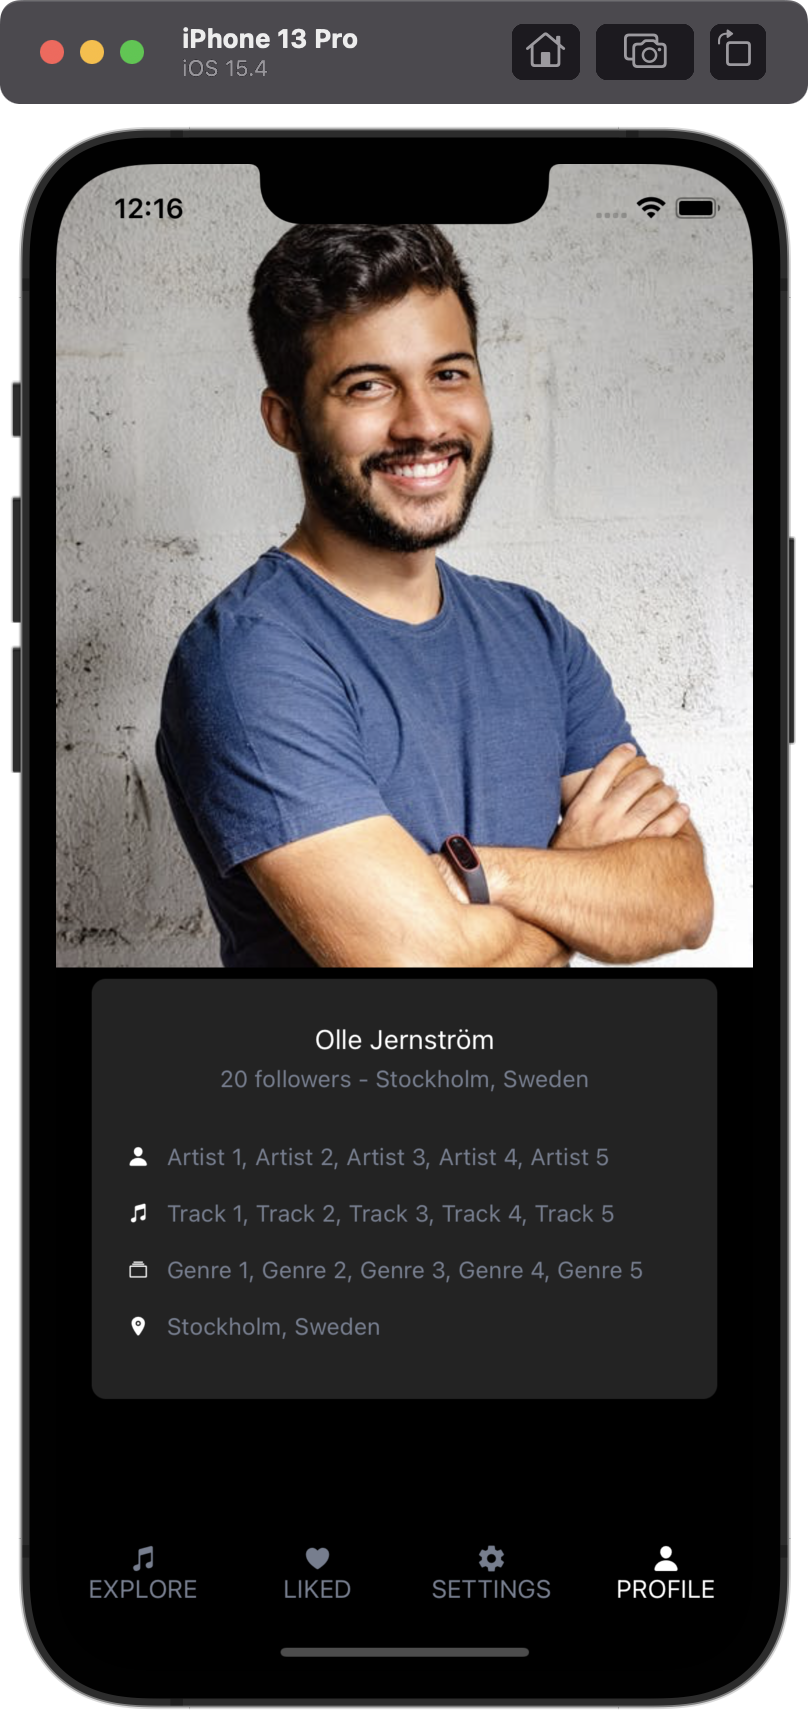 iPhone 13 Pro
iOS 15.4
12:16
Olle Jernström
20 followers - Stockholm, Sweden
Artist 1, Artist 2, Artist 3, Artist 4, Artist 5
Track 1, Track 2, Track 3, Track 4, Track 5
Genre 1, Genre 2, Genre 3, Genre 4, Genre 5
Stockholm, Sweden
EXPLORE LIKED SETTINGS PROFILE